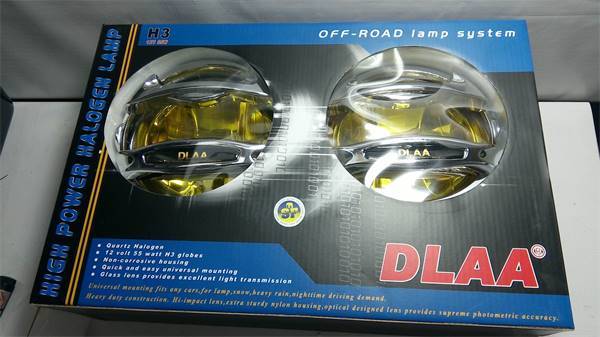 H3
12V 55W
OFF-ROAD lamp system
HIGH POWER HALOGEN LAMP
DLAA
DLAA
SP
• Quartz Halogen
• 12 volt 55 watt H3 globes
• Non-corrosive housing
• Quick and easy universal mounting
• Glass lens provides excellent light transmission
DLAA
Universal mounting fits any cars, for lamp, snow, heavy rain, nighttime driving demand.
Heavy duty construction. Hi-impact lens, extra sturdy nylon housing, optical designed lens provides supreme photometric accuracy.